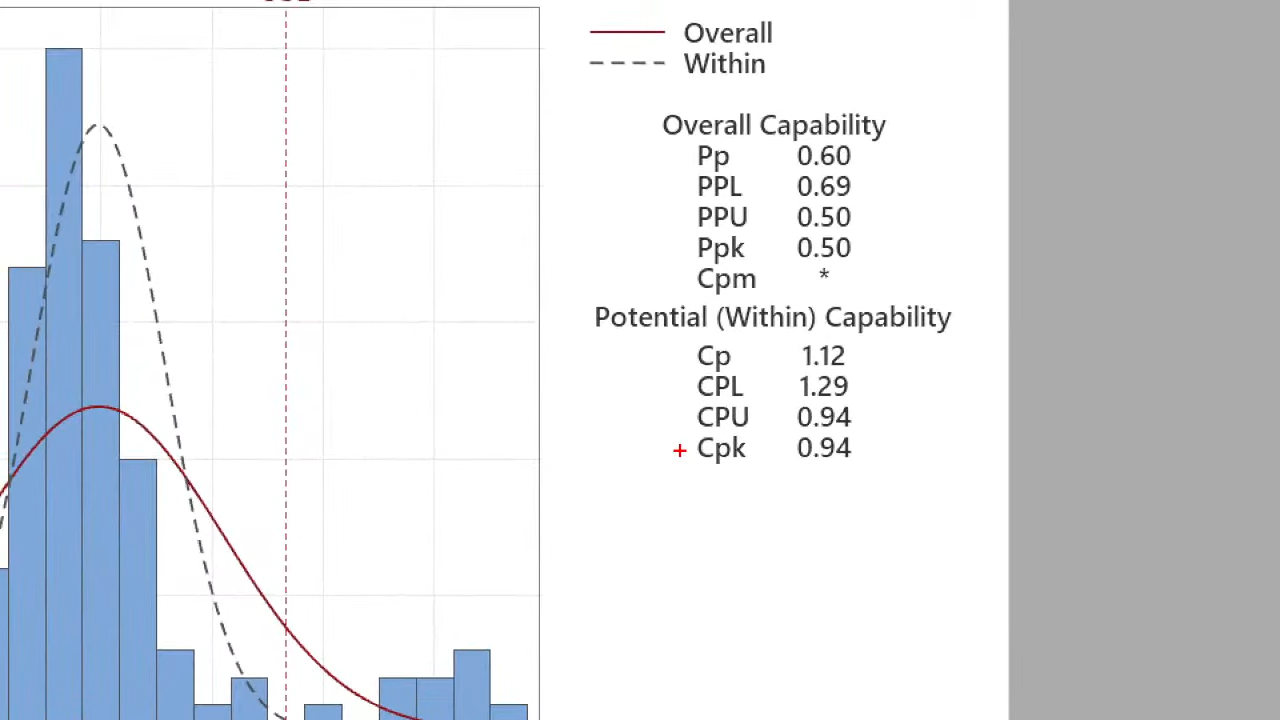 Overall
Within
Overall Capability
Pp 0.60
PPL 0.69
PPU 0.50
Ppk 0.50
Cpm *
Potential (Within) Capability
Cp 1.12
CPL 1.29
CPU 0.94
+ Cpk 0.94